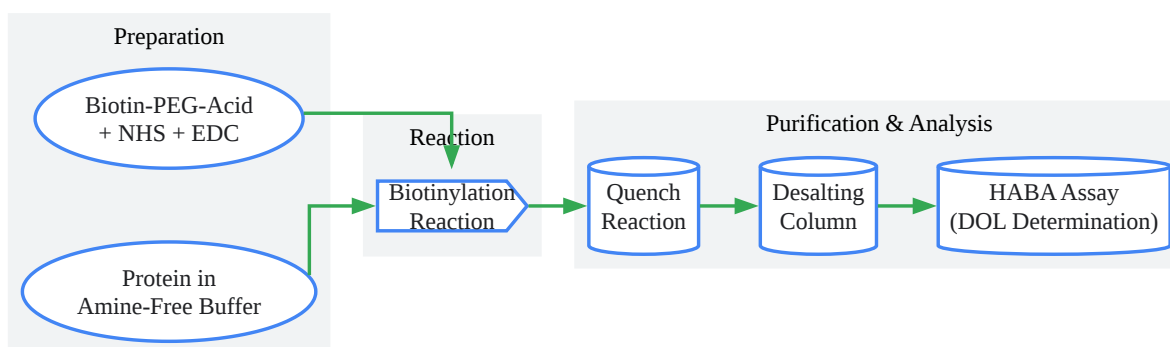 Preparation
Biotin-PEG-Acid
+ NHS + EDC
Protein in
Amine-Free Buffer
Reaction
Biotinylation
Reaction
Purification & Analysis
Quench
Reaction
Desalting
Column
HABA Assay
(DOL Determination)